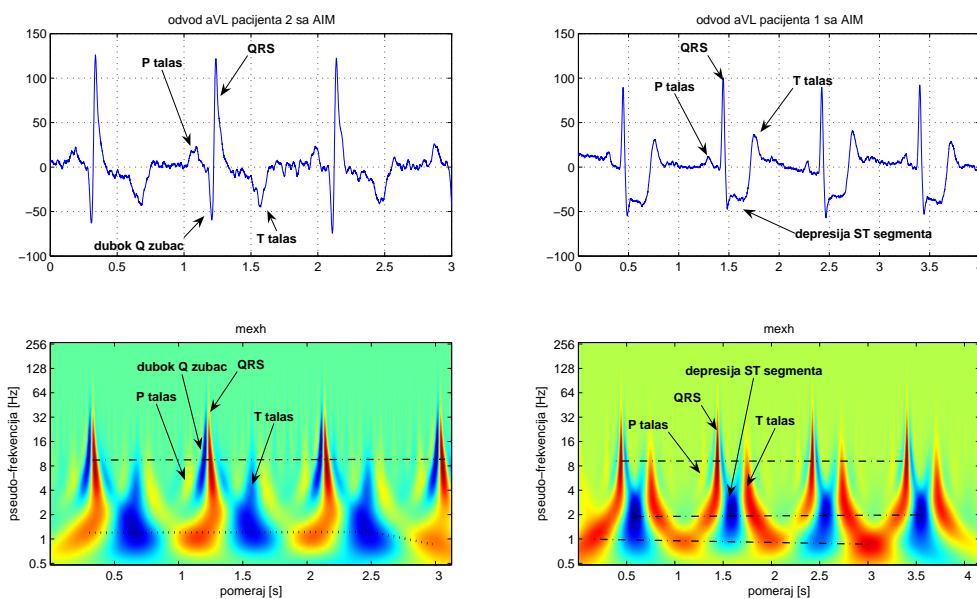 odvod aVL pacijenta 2 sa AIM
150
100
50
0
−50
−100
P talas
QRS
dubok Q zubac
T talas
0 0.5 1 1.5 2 2.5 3
odvod aVL pacijenta 1 sa AIM
150
100
50
0
−50
−100
QRS
P talas
T talas
depresija ST segmenta
0 0.5 1 1.5 2 2.5 3 3.5 4
mexh
pseudo−frekvencija [Hz]
256
128
64
32
16
8
4
2
1
0.5
dubok Q zubac
QRS
P talas
T talas
0.5 1 1.5 2 2.5 3
pomeraj [s]
mexh
pseudo−frekvencija [Hz]
256
128
64
32
16
8
4
2
1
0.5
depresija ST segmenta
QRS
P talas
T talas
0.5 1 1.5 2 2.5 3 3.5 4
pomeraj [s]